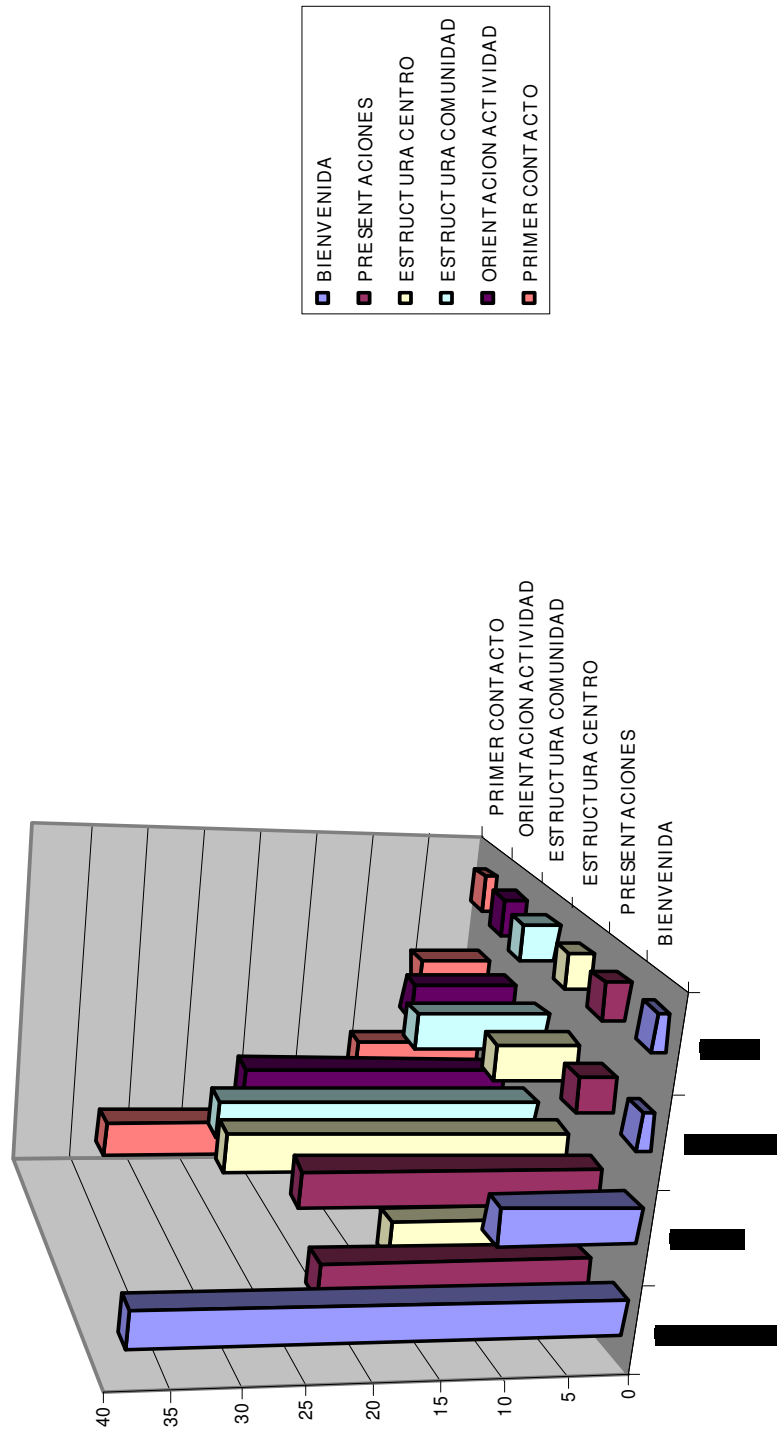 BIENVENIDA
PRESENTACIONES
ESTRUCTURA CENTRO
ESTRUCTURA COMUNIDAD
ORIENTACION ACTIVIDAD
PRIMER CONTACTO
PRIMER CONTACTO
ORIENTACION ACTIVIDAD
ESTRUCTURA COMUNIDAD
ESTRUCTURA CENTRO
PRESENTACIONES
BIENVENIDA
40
35
30
25
20
15
10
5
0